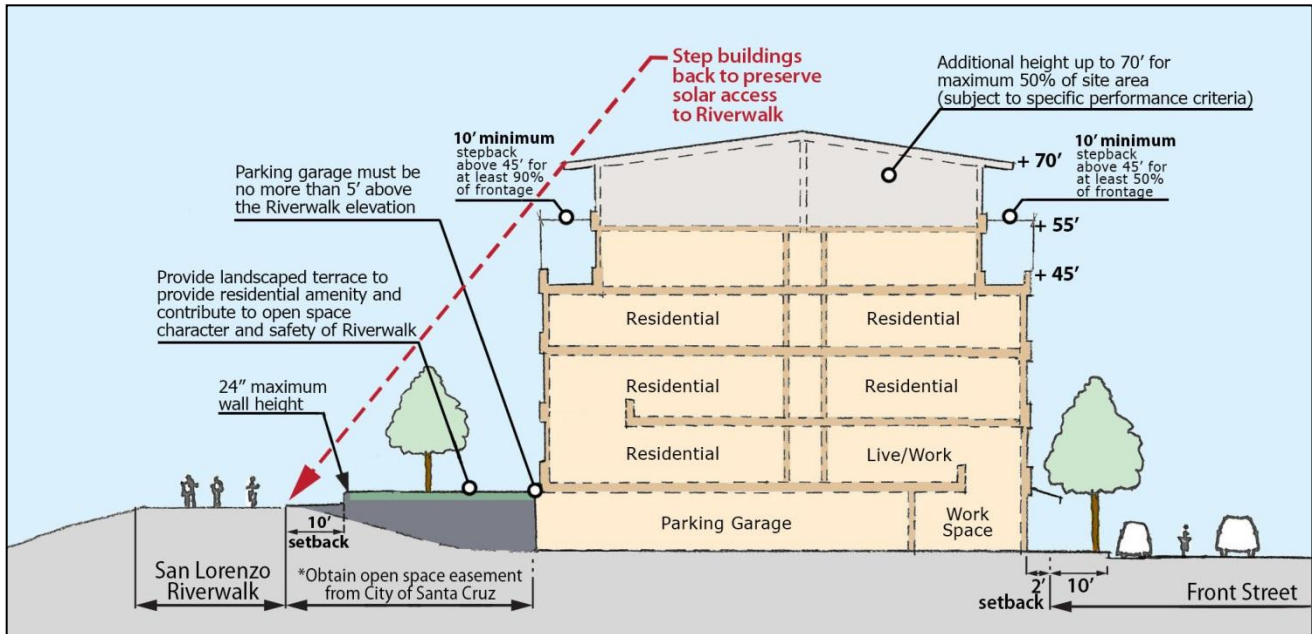 Step buildings
back to preserve
solar access
to Riverwalk
Additional height up to 70’ for
maximum 50% of site area
(subject to specific performance criteria)
10’ minimum
stepback
above 45’ for
at least 90%
of frontage
10’ minimum
stepback
above 45’ for
at least 50%
of frontage
+ 70’
+ 55’
+ 45’
Parking garage must be
no more than 5’ above
the Riverwalk elevation
Provide landscaped terrace to
provide residential amenity and
contribute to open space
character and safety of Riverwalk
24” maximum
wall height
Residential
Residential
Residential
Residential
Residential
Live/Work
Parking Garage
Work
Space
10’
setback
San Lorenzo
Riverwalk
*Obtain open space easement
from City of Santa Cruz
2’
setback
10’
Front Street